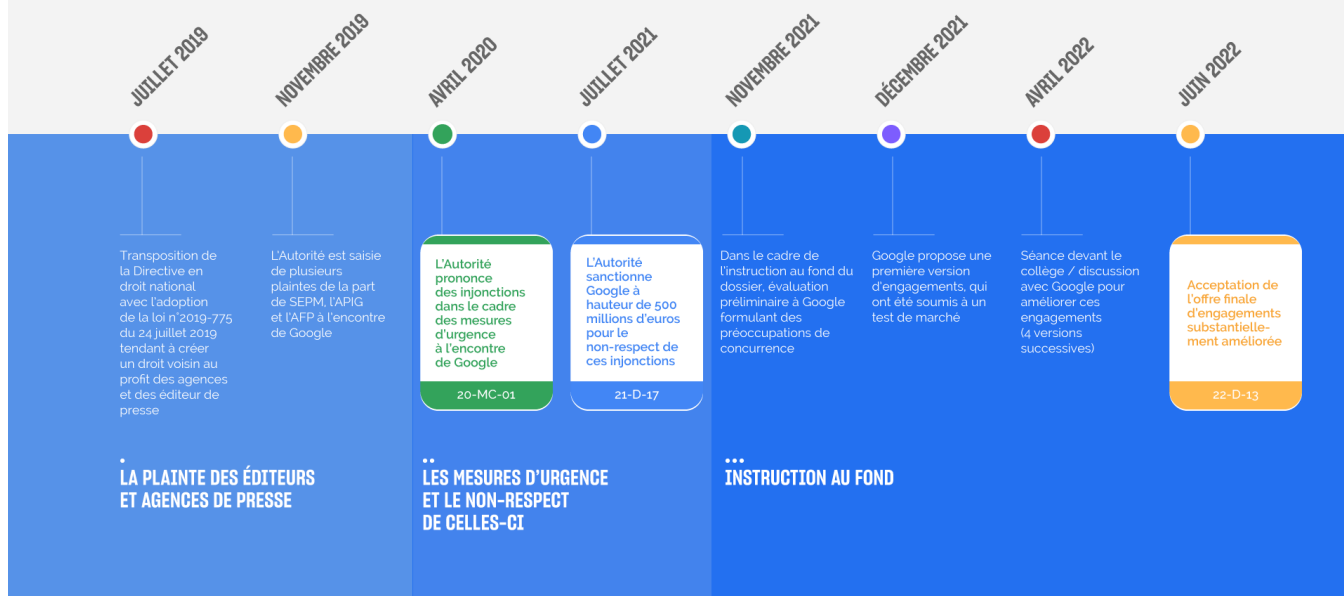 JUILLET 2019
NOVEMBRE 2019
AVRIL 2020
JUILLET 2021
NOVEMBRE 2021
DÉCEMBRE 2021
AVRIL 2022
JUIN 2022
Transposition de
la Directive en
droit national
avec l'adoption
de la loi n°2019-775
du 24 juillet 2019
tendant à créer
un droit voisin au
profit des agences
et des éditeur de
presse
L'Autorité est saisie
de plusieurs
plaintes de la part
de SEPM, l'APIG
et l'AFP à l'encontre
de Google
L'Autorité
prononce
des injonctions
dans le cadre
des mesures
d'urgence
à l'encontre
de Google
20-MC-01
L'Autorité
sanctionne
Google à
hauteur de 500
millions d'euros
pour le
non-respect de
ces injonctions
21-D-17
Dans le cadre de
l'instruction au fond du
dossier, évaluation
préliminaire à Google
formulant des
préoccupations de
concurrence
Google propose une
première version
d'engagements, qui
ont été soumis à un
test de marché
Séance devant le
collège / discussion
avec Google pour
améliorer ces
engagements
(4 versions
successives)
Acceptation de
l'offre finale
d'engagements
substantielle-
ment améliorée
22-D-13
LA PLAINTE DES ÉDITEURS
ET AGENCES DE PRESSE
LES MESURES D'URGENCE
ET LE NON-RESPECT
DE CELLES-CI
INSTRUCTION AU FOND